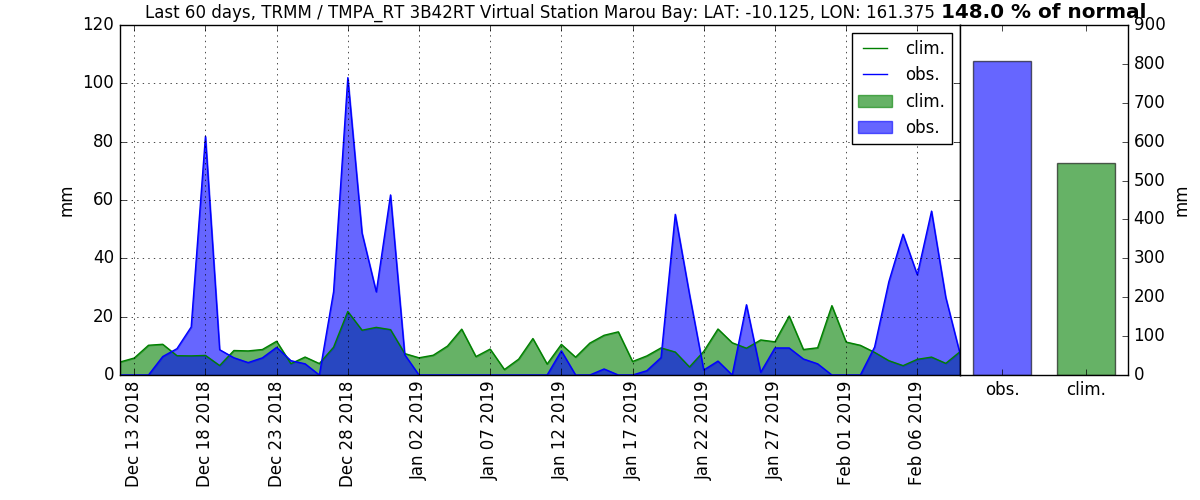 Last 60 days, TRMM / TMPA_RT 3B42RT Virtual Station Marou Bay: LAT: -10.125, LON: 161.375 148.0 % of normal
120
100
80
60
40
20
0
mm
clim.
obs.
clim.
obs.
900
800
700
600
500
400
300
200
100
0
mm
Dec 13 2018
Dec 18 2018
Dec 23 2018
Dec 28 2018
Jan 02 2019
Jan 07 2019
Jan 12 2019
Jan 17 2019
Jan 22 2019
Jan 27 2019
Feb 01 2019
Feb 06 2019
obs.
clim.